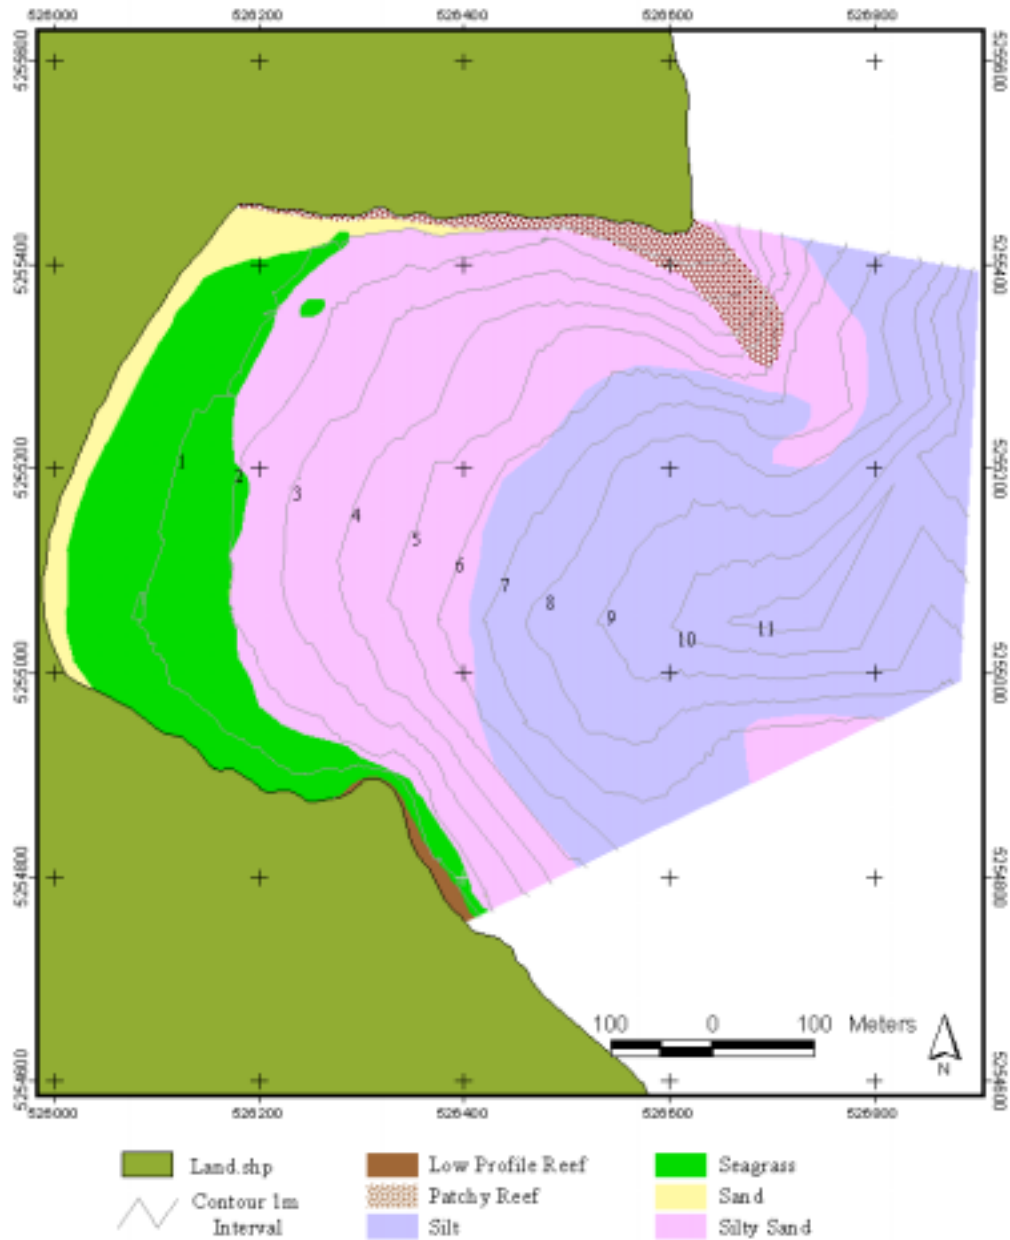 526000 526200 526400 526600 526800
5255600 5255600
5255400 5255400
5255200 5255200
5255000 5255000
5254800 5254800
5254600 5254600
1
2
3
4
5
6
7
8
9
10
11
100 0 100 Meters
N
526000 526200 526400 526600 526800
Land.shp
Contour 1m
Interval
Low Profile Reef
Patchy Reef
Silt
Seagrass
Sand
Silty Sand